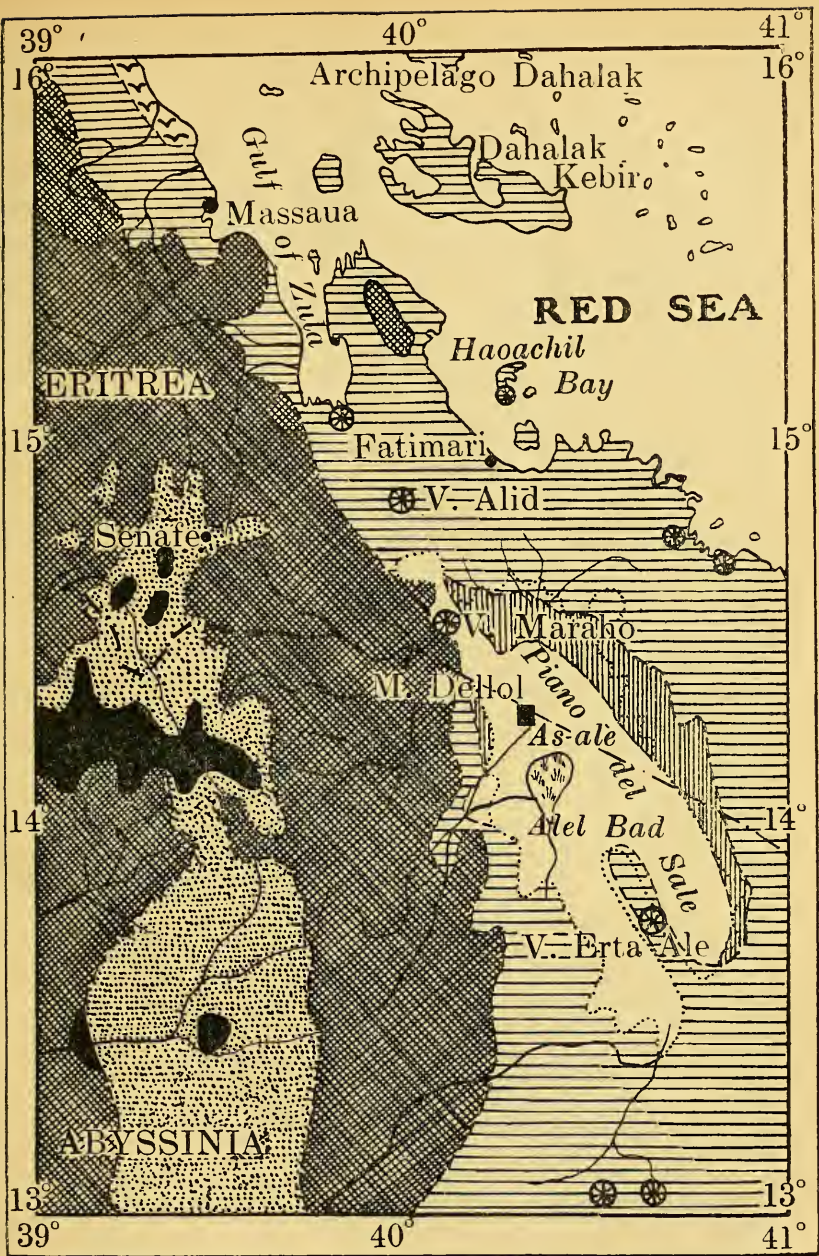 39°
40°
41°
16°
16°
Archipelago Dahalak
Dahalak
Kebir
Gulf
of
Zula
Massaua
RED SEA
Haoachil
Bay
ERITREA
15°
15°
Fatimari
V. Alid
Senafe
V. Maraho
M. Dellol
Piano
del
Sale
As-ale
14°
14°
Alel Bad
V. Erta Ale
ABYSSINIA
13°
13°
39°
40°
41°